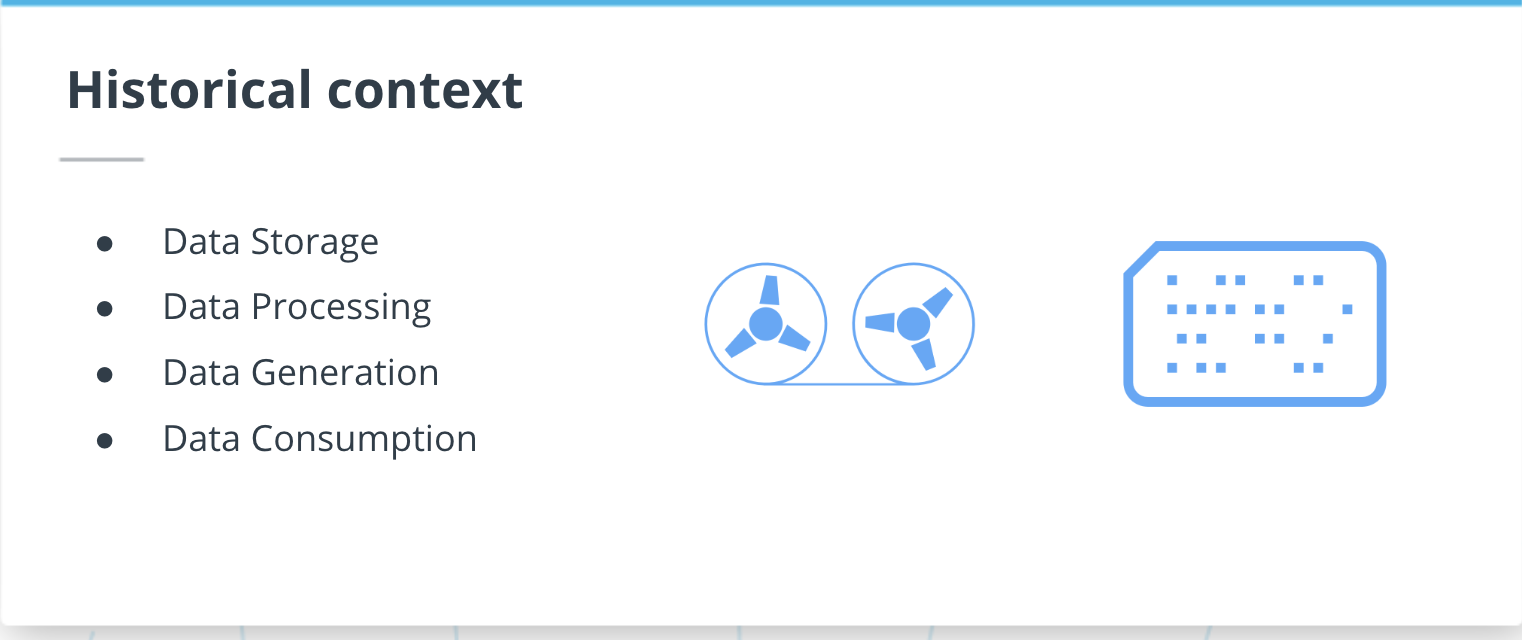 Historical context
● Data Storage
● Data Processing
● Data Generation
● Data Consumption